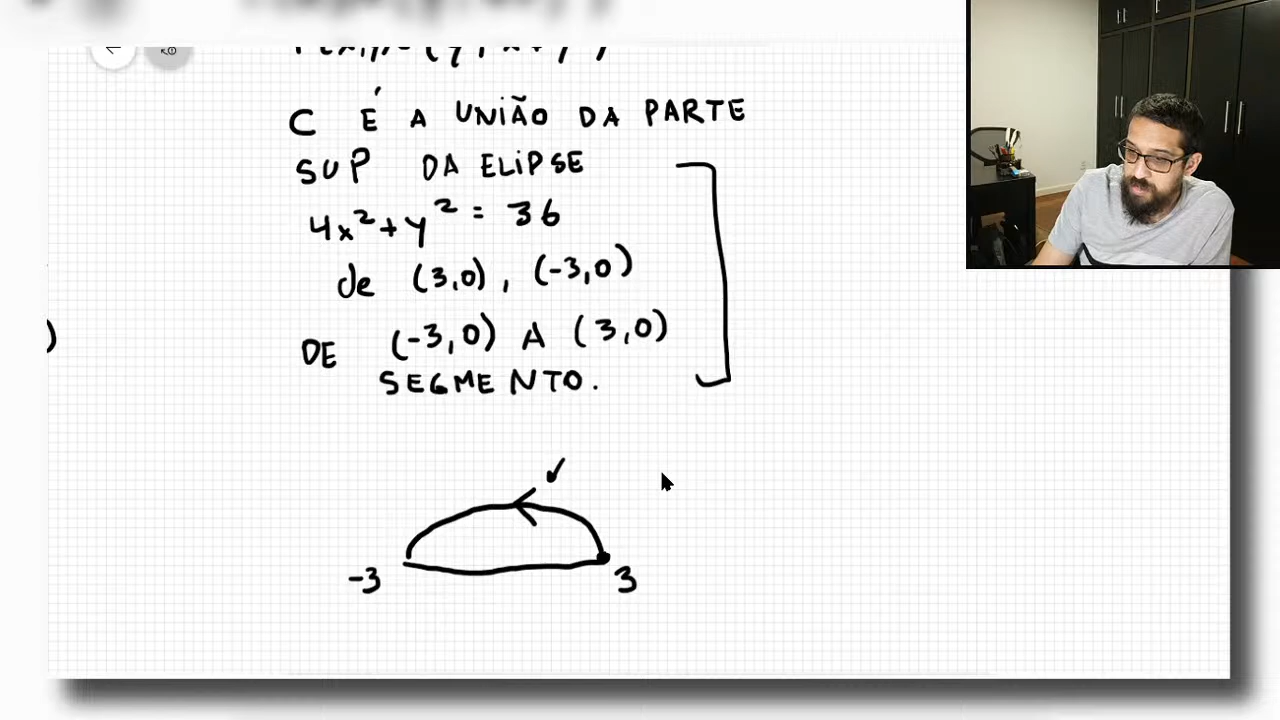 C É A UNIÃO DA PARTE
SUP DA ELIPSE
4x² + y² = 36
de (3,0), (-3,0)
DE (-3,0) A (3,0)
SEGMENTO.
-3
3